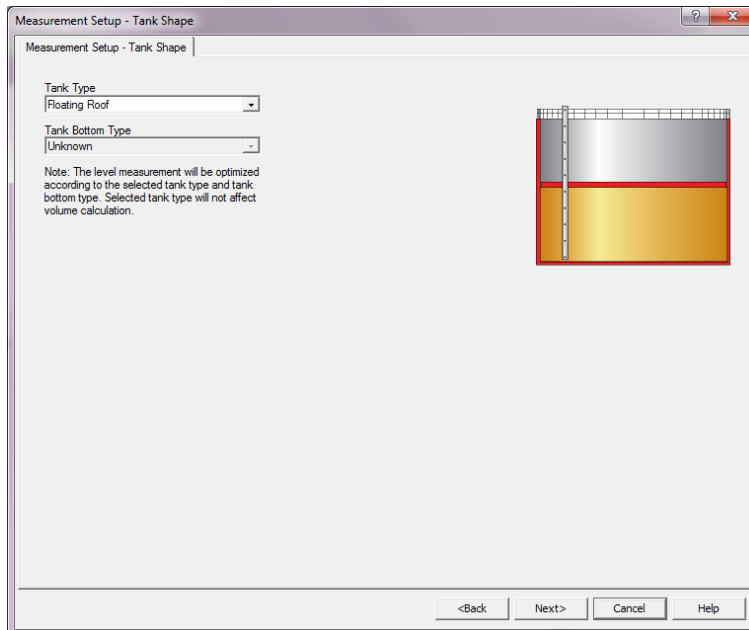 Measurement Setup - Tank Shape
?
X
Measurement Setup - Tank Shape
Tank Type
Floating Roof
Tank Bottom Type
Unknown
Note: The level measurement will be optimized
according to the selected tank type and tank
bottom type. Selected tank type will not affect
volume calculation.
<Back
Next>
Cancel
Help